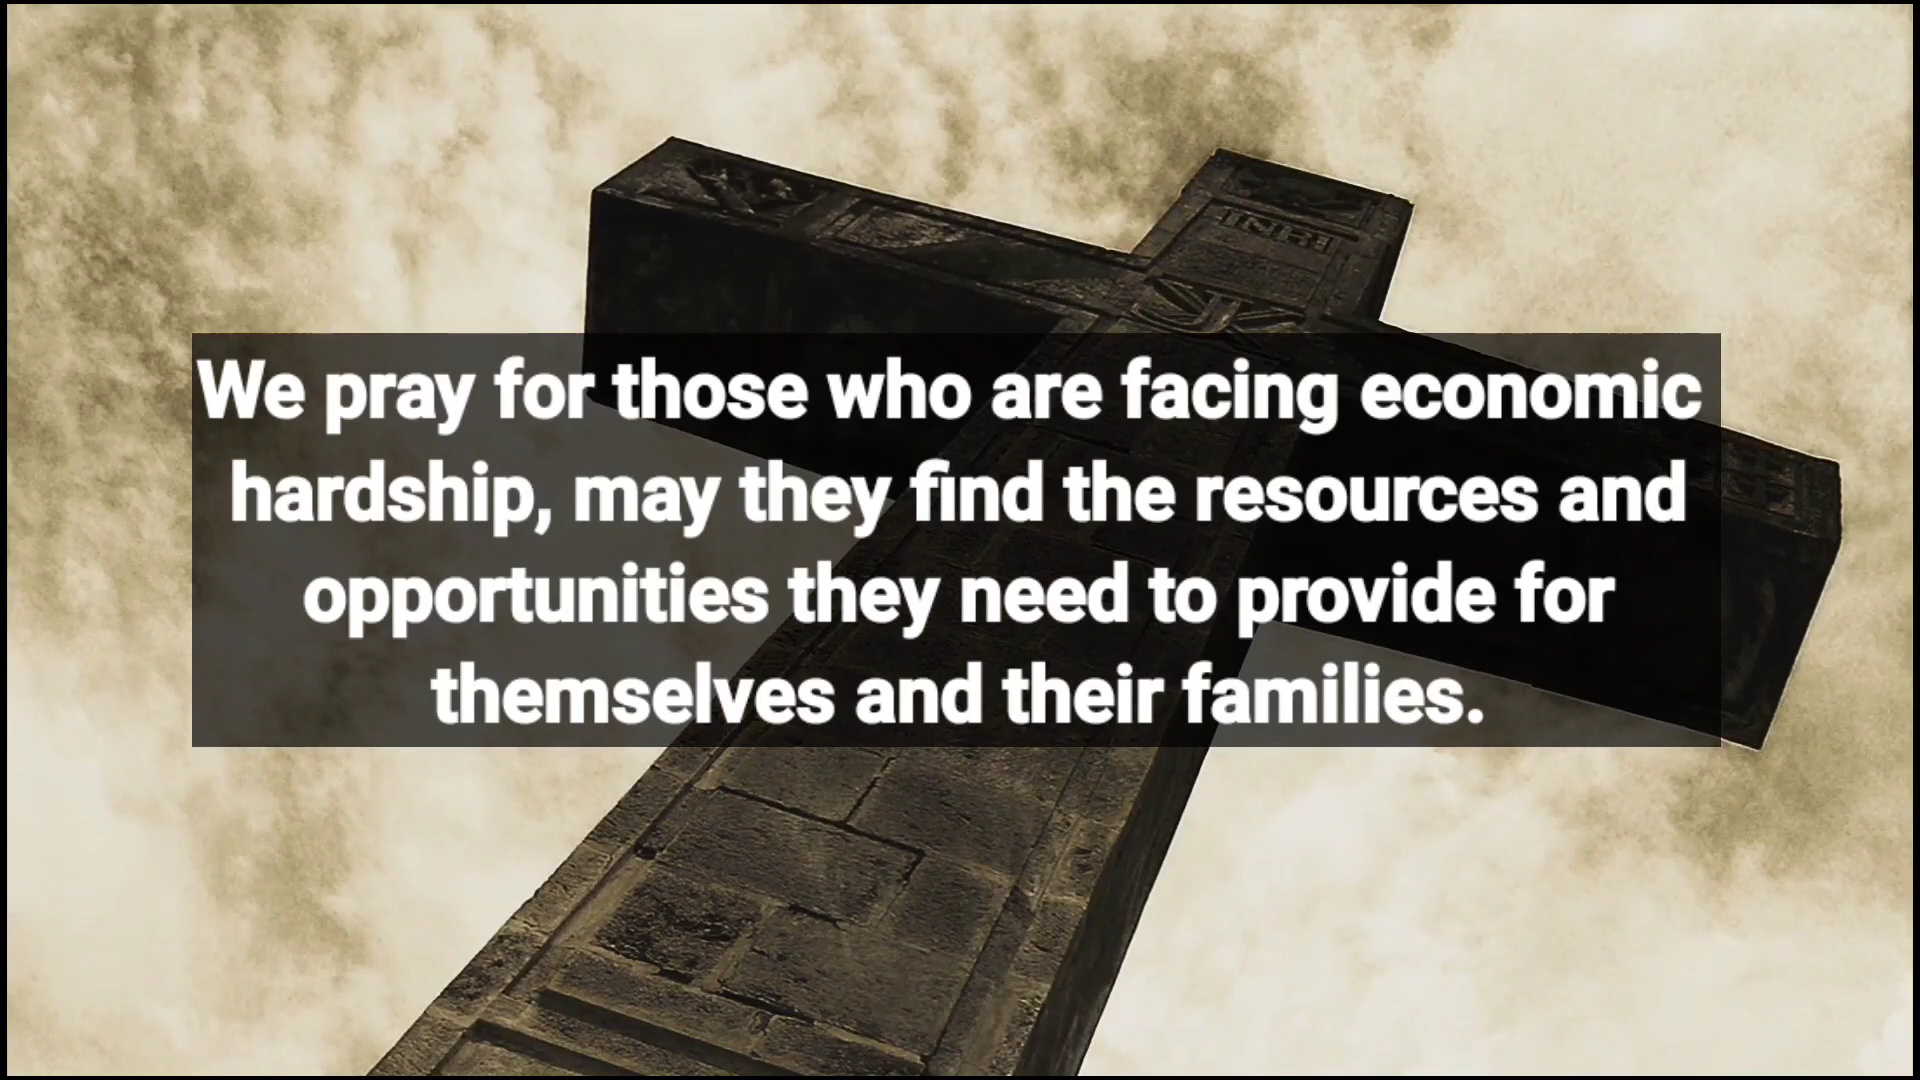 INRI
We pray for those who are facing economic
hardship, may they find the resources and
opportunities they need to provide for
themselves and their families.